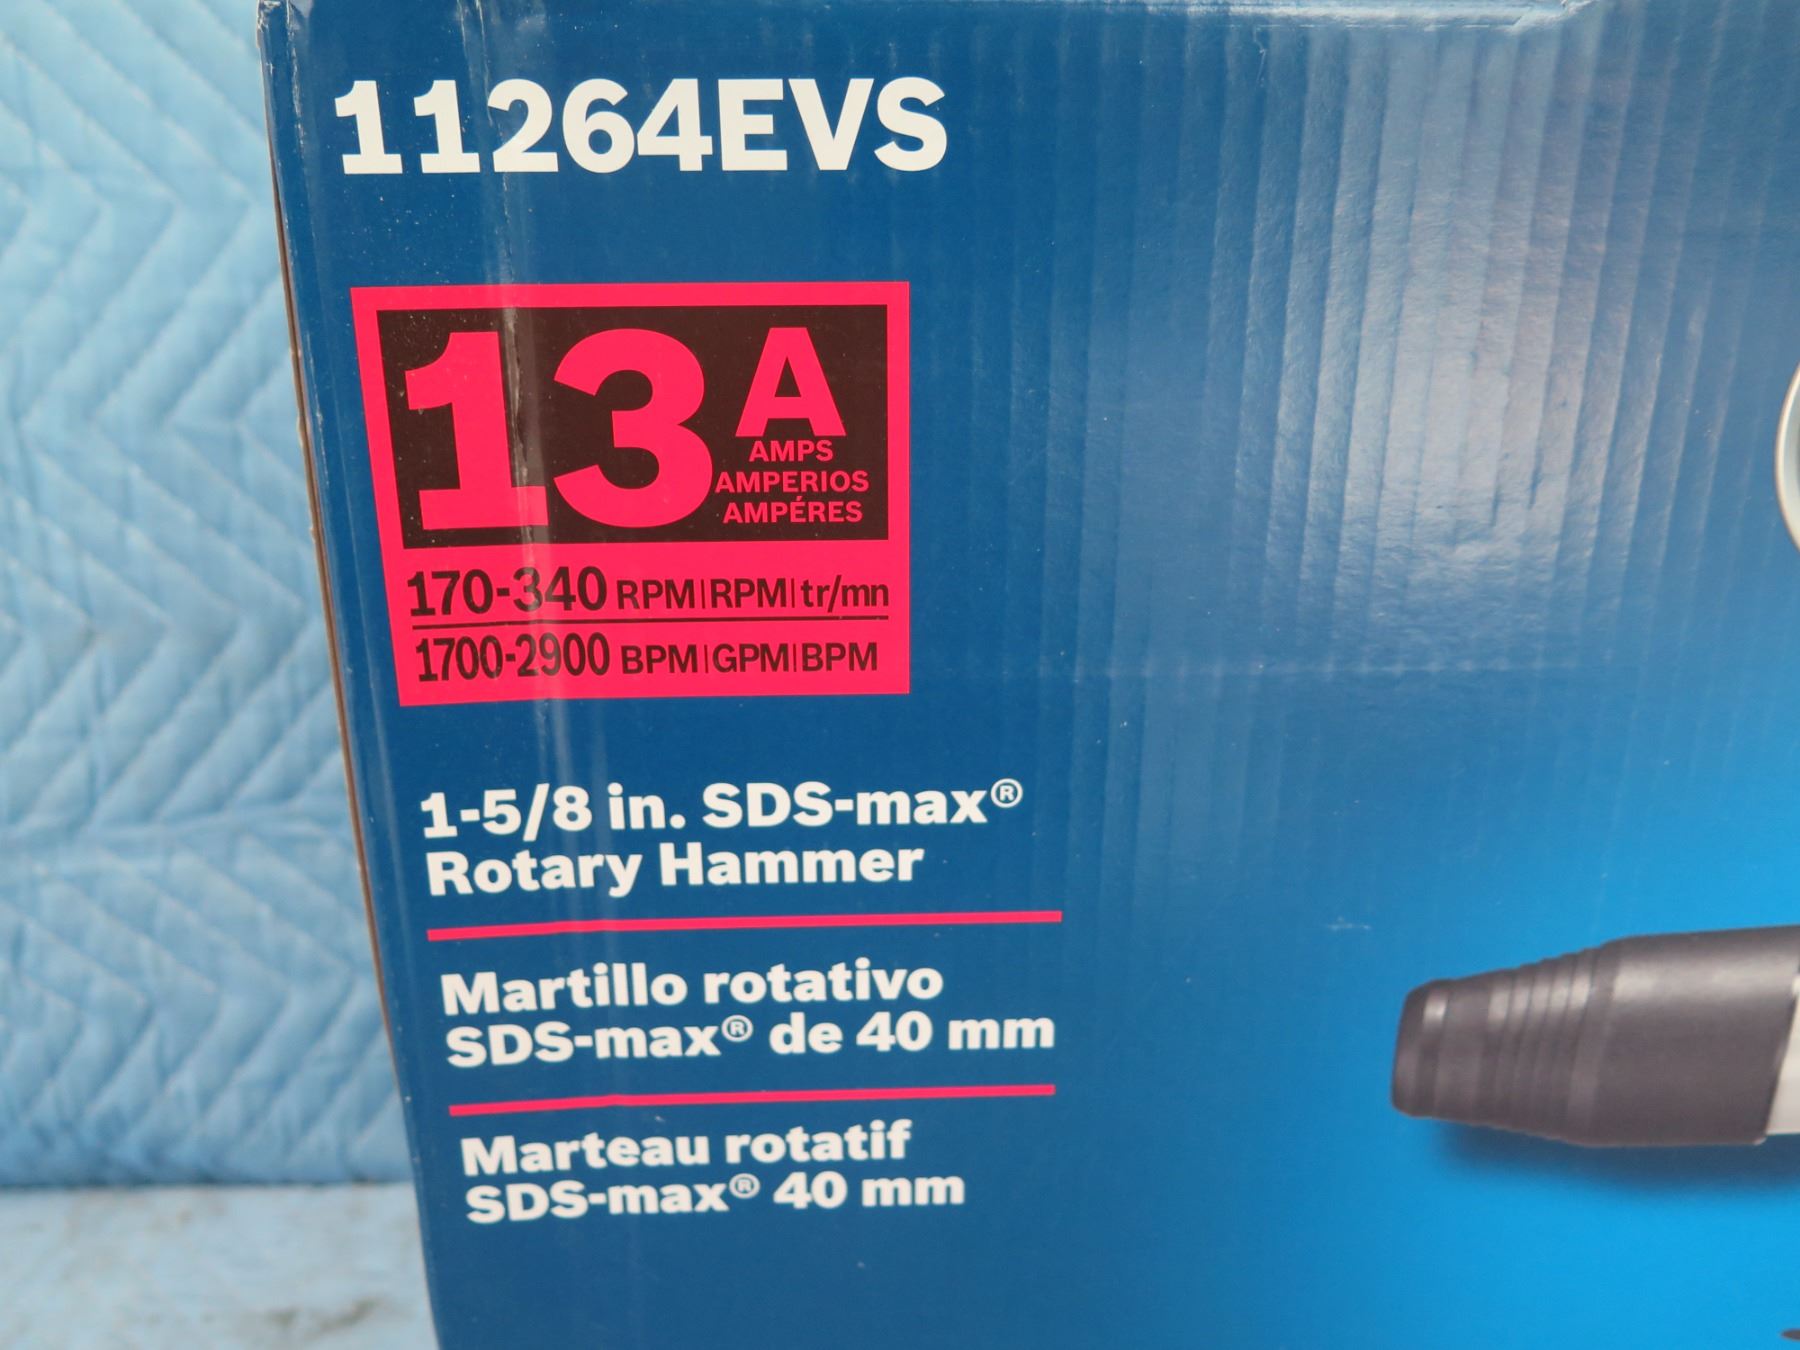 11264EVS
13 A
AMPS
AMPERIOS
AMPÉRES
170-340 RPM|RPM|tr/mn
1700-2900 BPM|GPM|BPM
1-5/8 in. SDS-max®
Rotary Hammer
Martillo rotativo
SDS-max® de 40 mm
Marteau rotatif
SDS-max® 40 mm